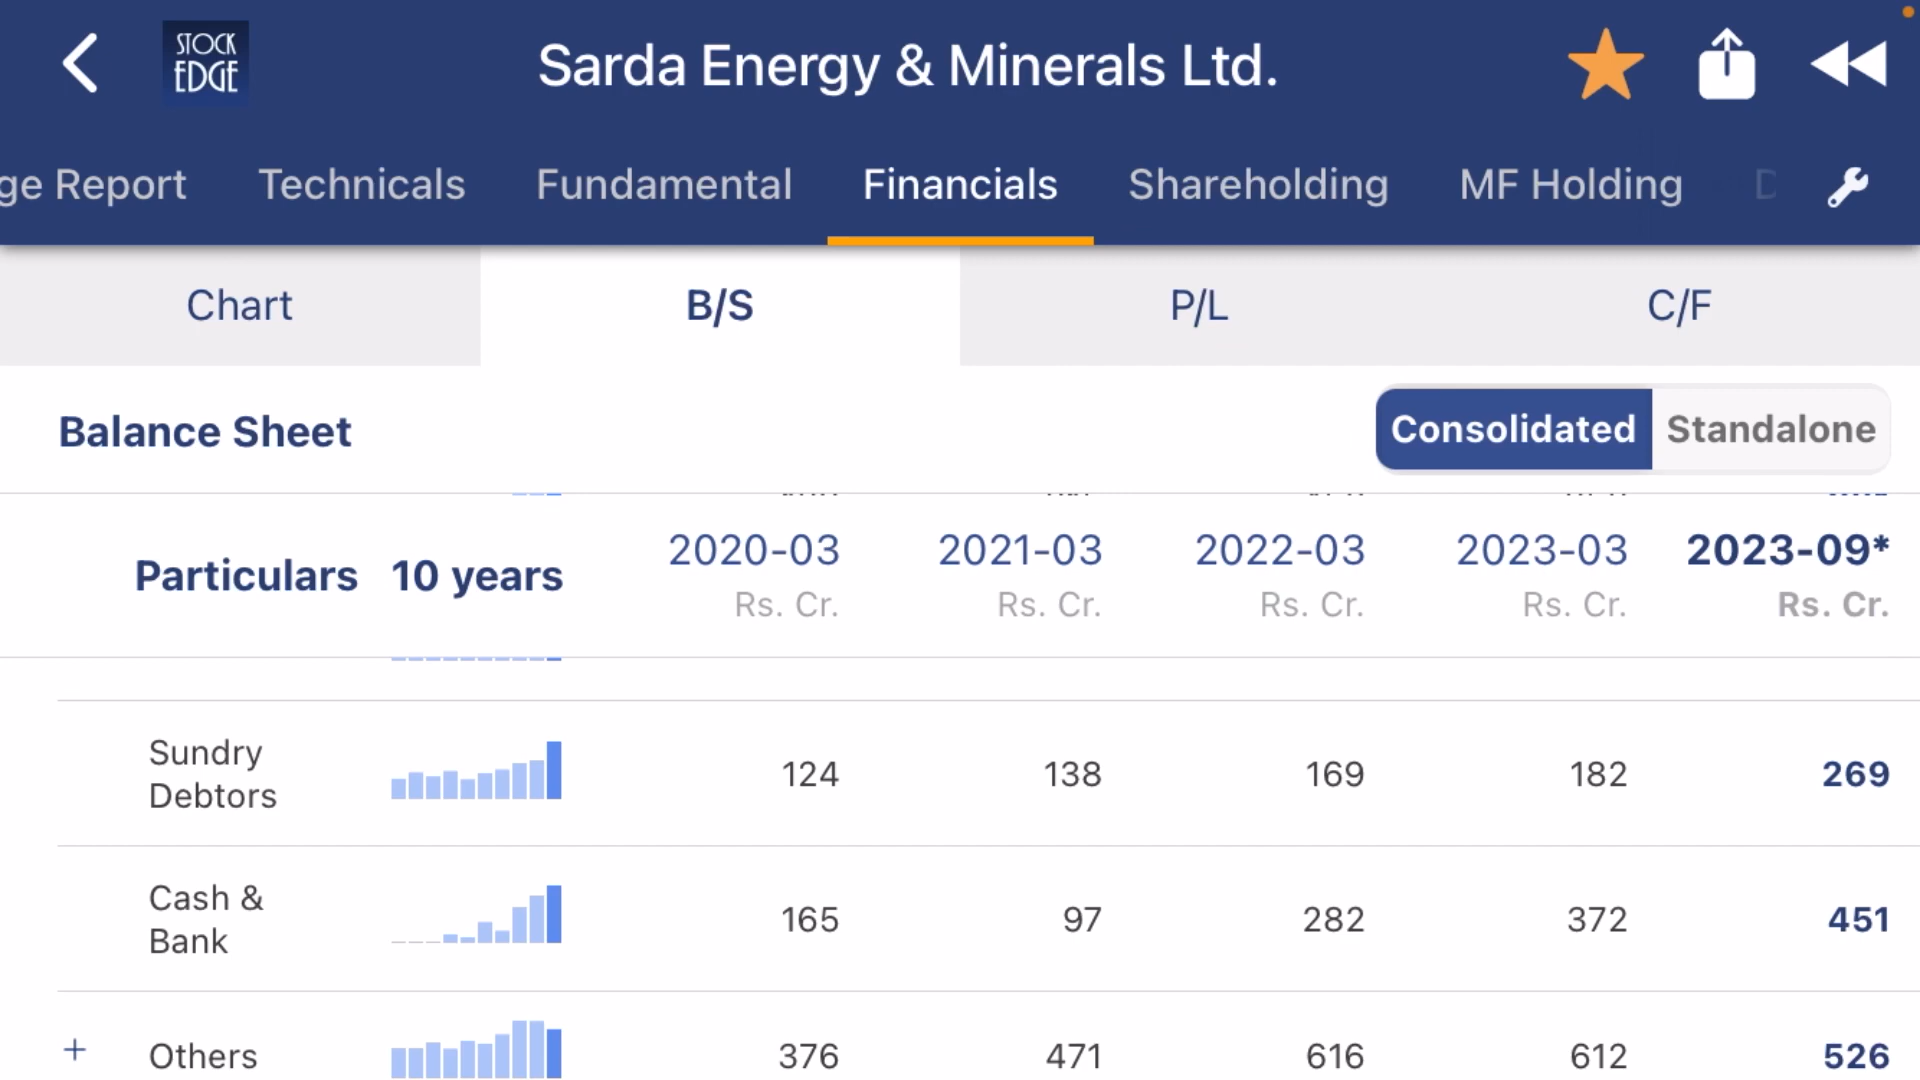 STOCK
EDGE
Sarda Energy & Minerals Ltd.
ge Report Technicals Fundamental Financials Shareholding MF Holding D
Chart B/S P/L C/F
Balance Sheet Consolidated Standalone
Particulars 10 years 2020-03 2021-03 2022-03 2023-03 2023-09*
Rs. Cr. Rs. Cr. Rs. Cr. Rs. Cr. Rs. Cr.
Sundry
Debtors 124 138 169 182 269
Cash &
Bank 165 97 282 372 451
+ Others 376 471 616 612 526